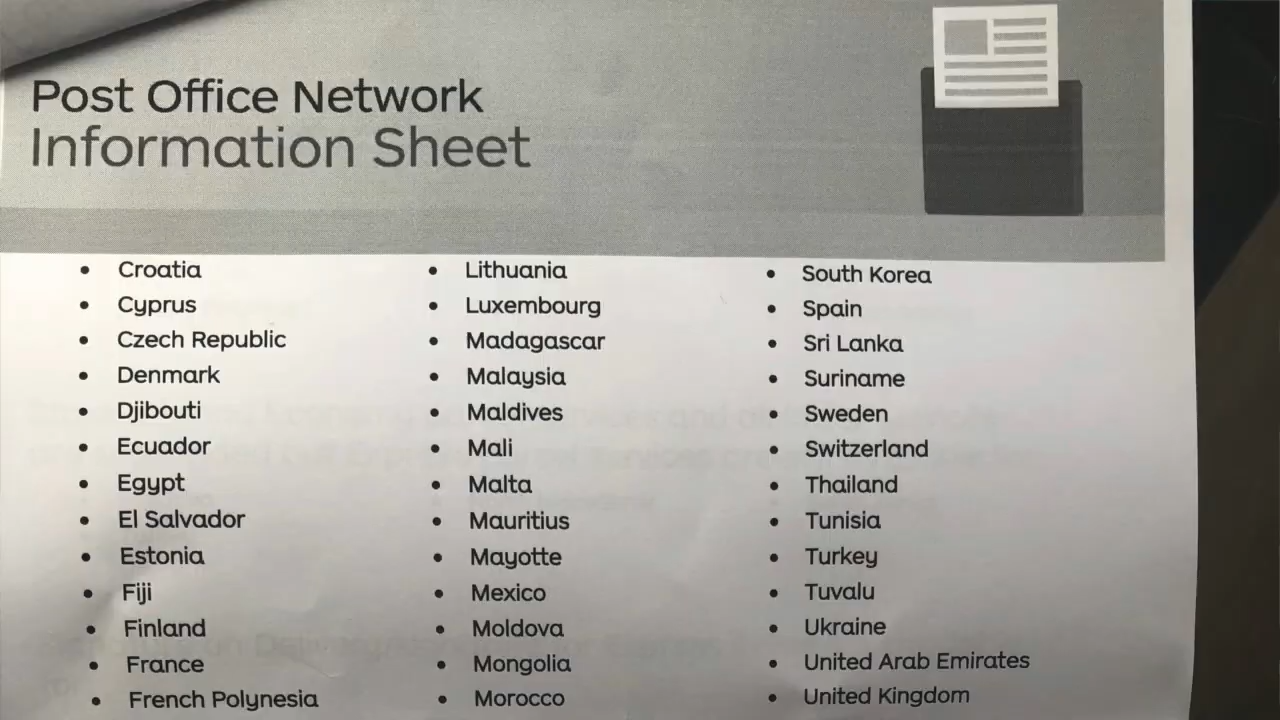 Post Office Network
Information Sheet
• Croatia
• Cyprus
• Czech Republic
• Denmark
• Djibouti
• Ecuador
• Egypt
• El Salvador
• Estonia
• Fiji
• Finland
• France
• French Polynesia
• Lithuania
• Luxembourg
• Madagascar
• Malaysia
• Maldives
• Mali
• Malta
• Mauritius
• Mayotte
• Mexico
• Moldova
• Mongolia
• Morocco
• South Korea
• Spain
• Sri Lanka
• Suriname
• Sweden
• Switzerland
• Thailand
• Tunisia
• Turkey
• Tuvalu
• Ukraine
• United Arab Emirates
• United Kingdom